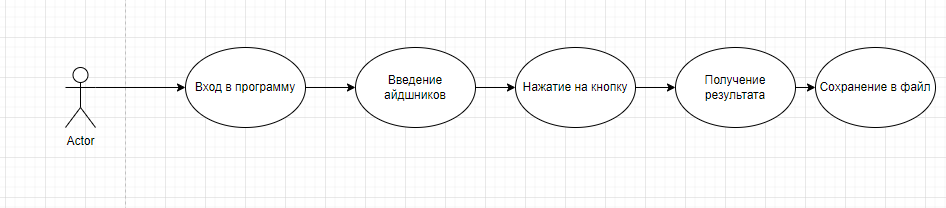 Actor
Вход в программу
Введение
айдшников
Нажатие на кнопку
Получение
результата
Сохранение в файл